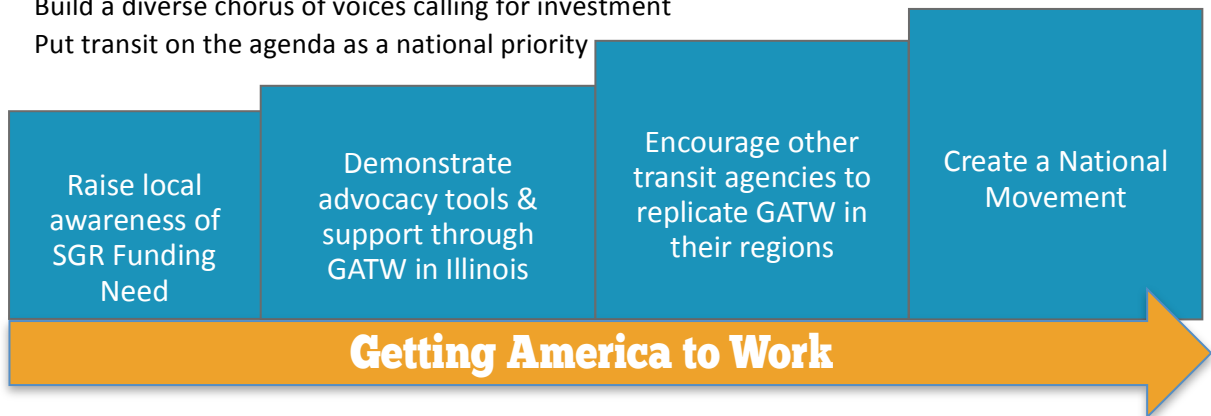 Build a diverse chorus of voices calling for investment
Put transit on the agenda as a national priority
Raise local
awareness of
SGR Funding
Need
Demonstrate
advocacy tools &
support through
GATW in Illinois
Encourage other
transit agencies to
replicate GATW in
their regions
Create a National
Movement
Getting America to Work